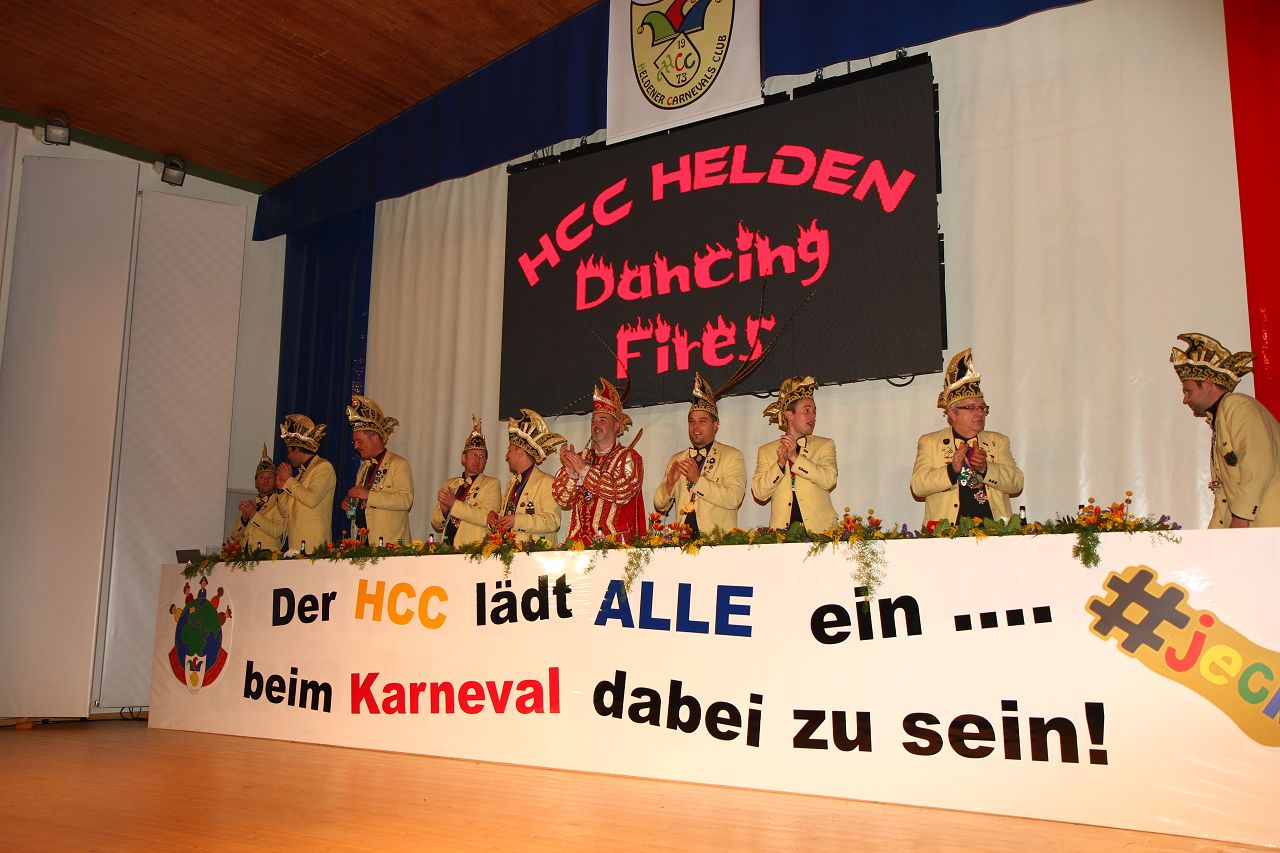 19
HCC
73
HELDENER CARNEVALS CLUB
HCC HELDEN
Dancing
Fires
Der HCC lädt ALLE ein ....
beim Karneval dabei zu sein!
#jec